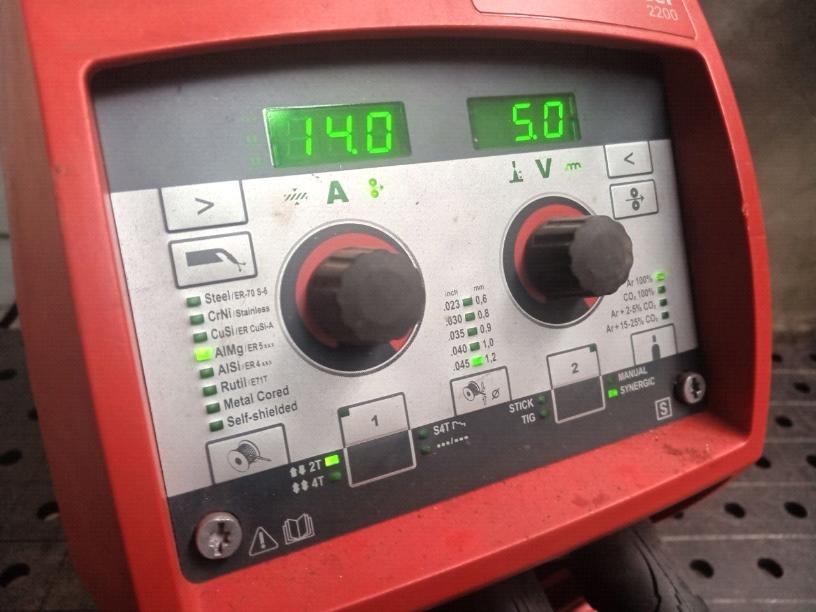 2200
14.0
5.0
A
V
>
<
Steel/ER-70 S-6
CrNi/Stainless
CuSi/ER CuSi-A
AlMg/ER 5xxx
AlSi/ER 4xxx
Rutil/E71T
Metal Cored
Self-shielded
inch mm
.023 0,6
.030 0,8
.035 0,9
.040 1,0
.045 1,2
Ar 100%
CO₂ 100%
Ar + 2-5% CO₂
Ar + 15-25% CO₂
1
2
2T
4T
S4T
---/---
STICK
TIG
MANUAL
SYNERGIC
S